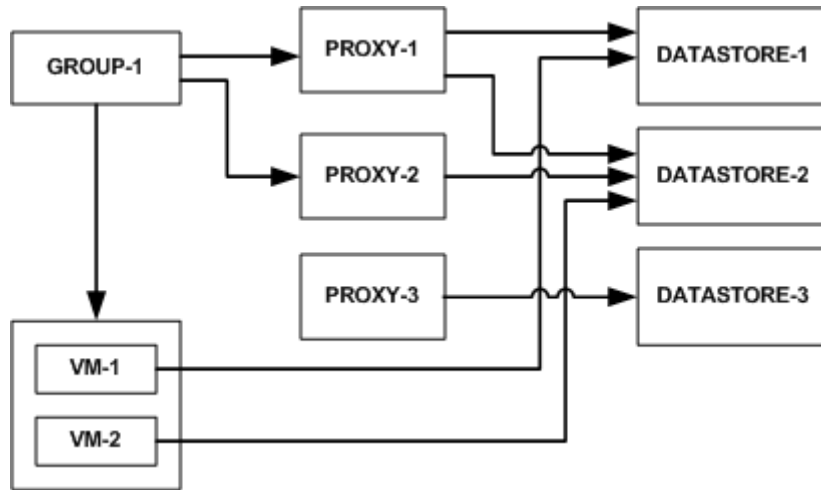 GROUP-1
PROXY-1
DATASTORE-1
PROXY-2
DATASTORE-2
PROXY-3
DATASTORE-3
VM-1
VM-2